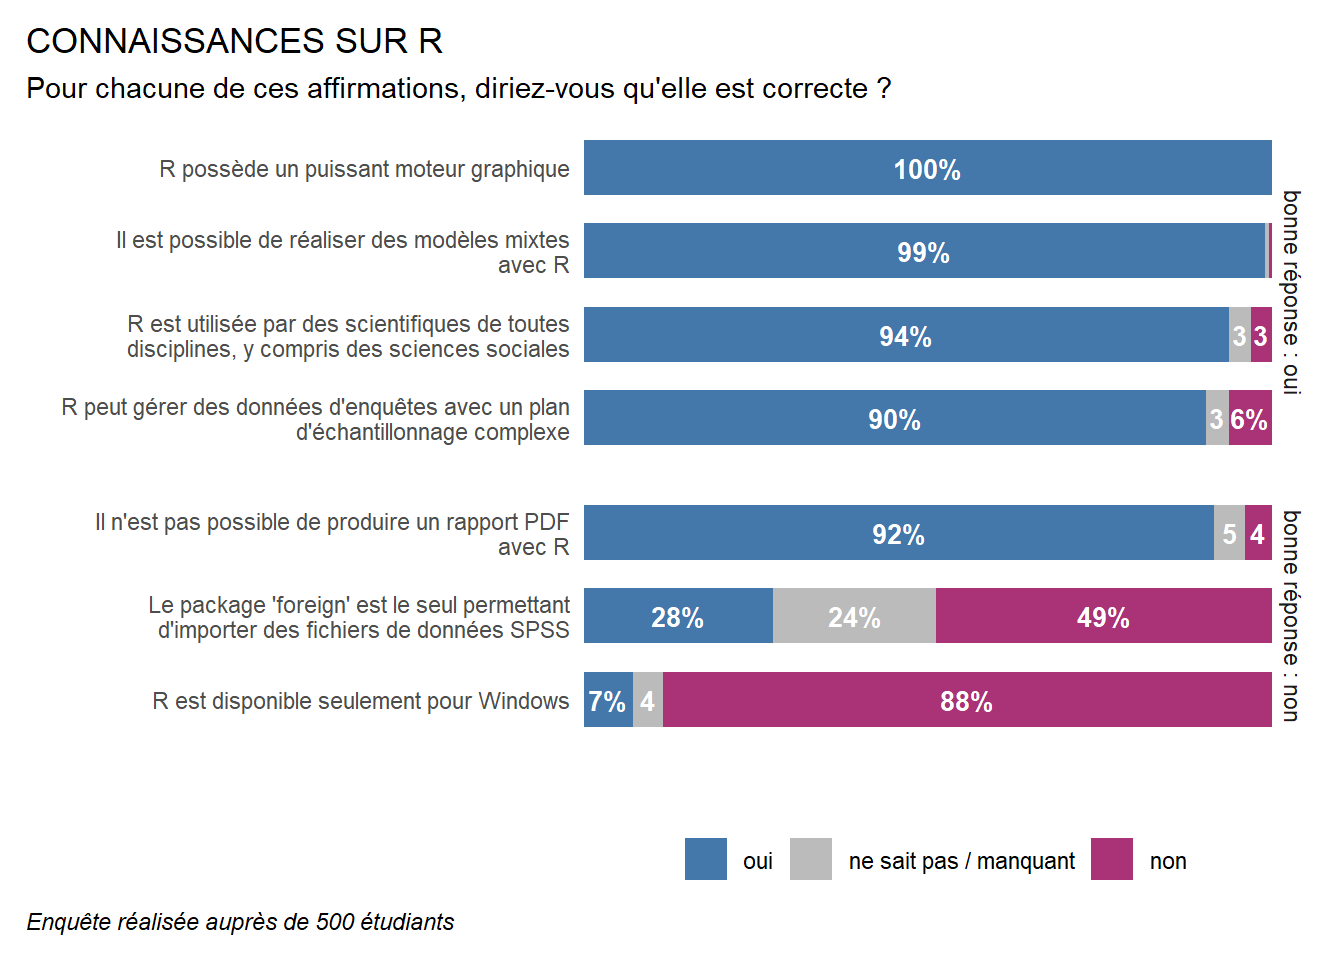 CONNAISSANCES SUR R
Pour chacune de ces affirmations, diriez-vous qu'elle est correcte ?
R possède un puissant moteur graphique
100%
Il est possible de réaliser des modèles mixtes
avec R
99%
R est utilisée par des scientifiques de toutes
disciplines, y compris des sciences sociales
94% 3 3
R peut gérer des données d'enquêtes avec un plan
d'échantillonnage complexe
90% 3 6%
bonne réponse : oui
Il n'est pas possible de produire un rapport PDF
avec R
92% 5 4
Le package 'foreign' est le seul permettant
d'importer des fichiers de données SPSS
28% 24% 49%
R est disponible seulement pour Windows
7% 4 88%
bonne réponse : non
oui ne sait pas / manquant non
Enquête réalisée auprès de 500 étudiants